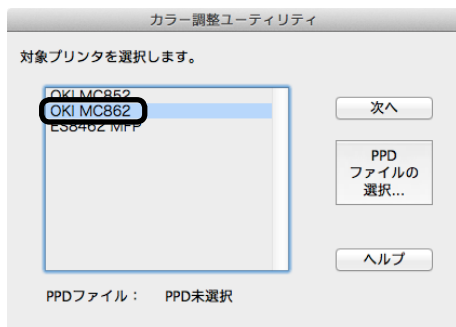 カラー調整ユーティリティ
対象プリンタを選択します。
OKI MC852
OKI MC862
ES8462 MFP
次へ
PPD
ファイルの
選択...
ヘルプ
PPDファイル： PPD未選択